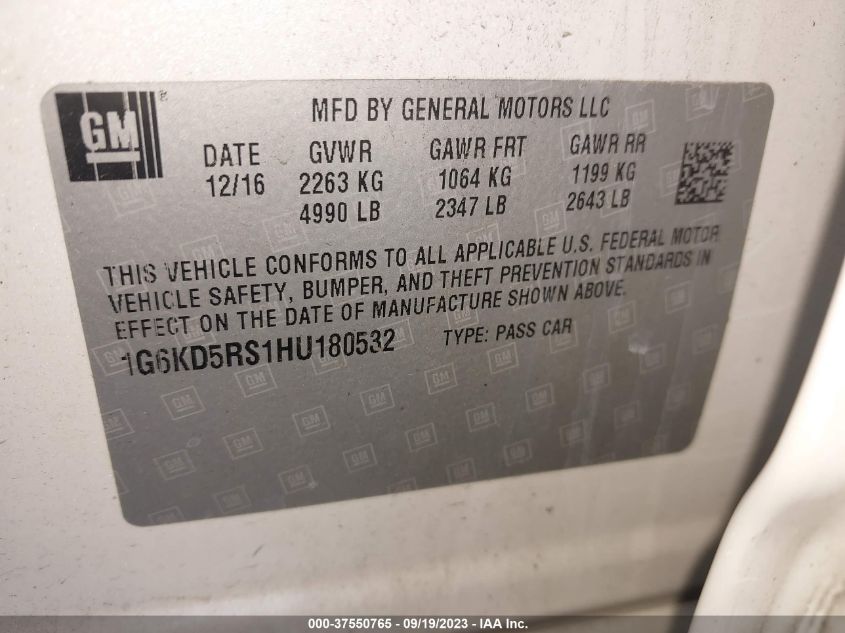 GM
®
MFD BY GENERAL MOTORS LLC
DATE GVWR GAWR FRT GAWR RR
12/16 2263 KG 1064 KG 1199 KG
4990 LB 2347 LB 2643 LB
THIS VEHICLE CONFORMS TO ALL APPLICABLE U.S. FEDERAL MOTOR
VEHICLE SAFETY, BUMPER, AND THEFT PREVENTION STANDARDS IN
EFFECT ON THE DATE OF MANUFACTURE SHOWN ABOVE.
1G6KD5RS1HU180532 TYPE: PASS CAR
000-37550765 - 09/19/2023 - IAA Inc.